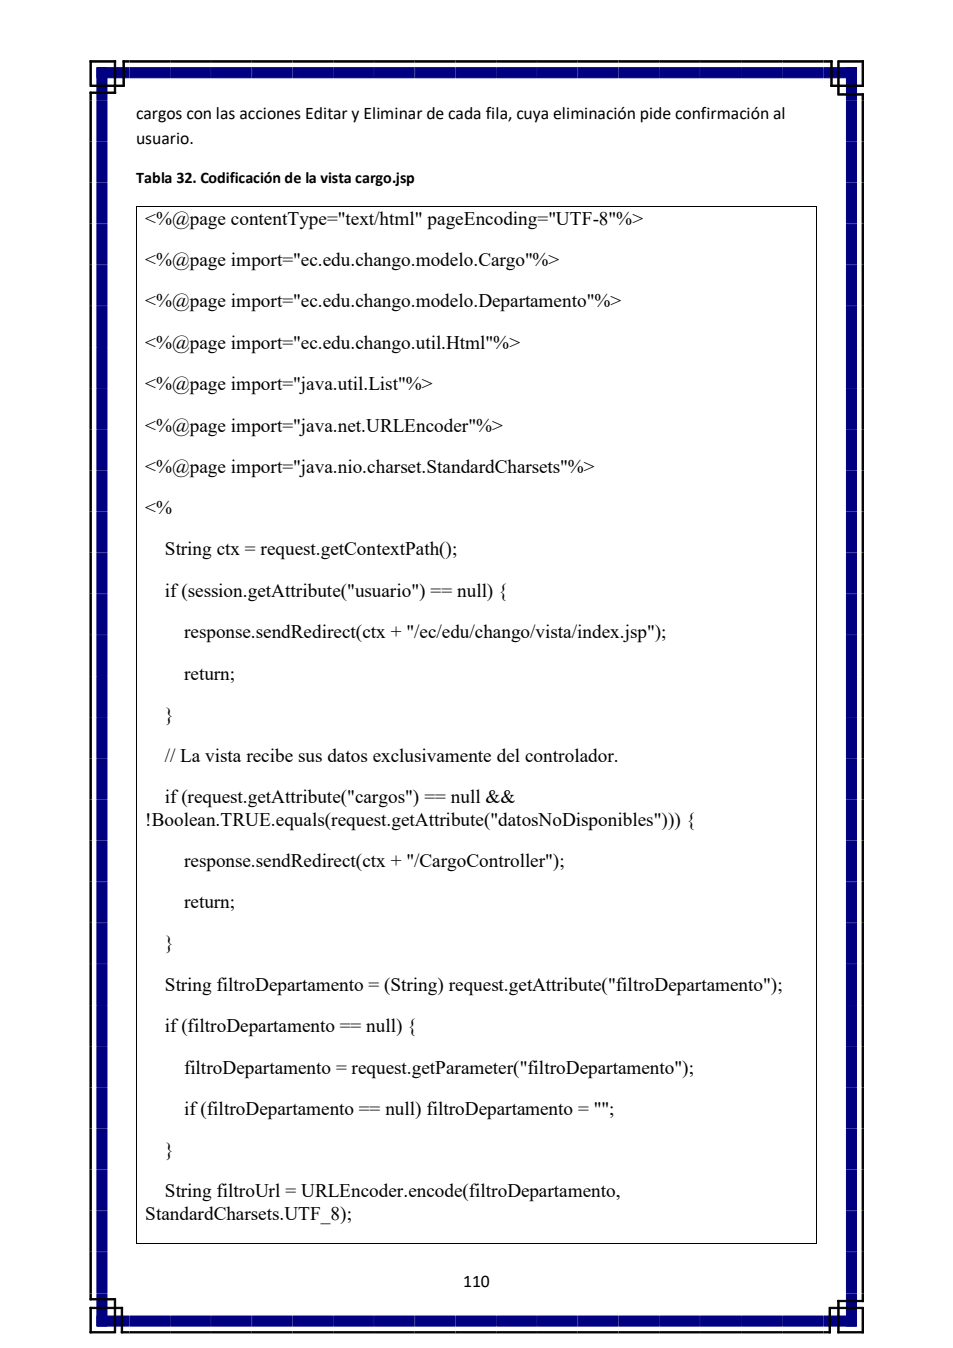 cargos con las acciones Editar y Eliminar de cada fila, cuya eliminación pide confirmación al
usuario.
Tabla 32. Codificación de la vista cargo.jsp
<%@page contentType="text/html" pageEncoding="UTF-8"%>
<%@page import="ec.edu.chango.modelo.Cargo"%>
<%@page import="ec.edu.chango.modelo.Departamento"%>
<%@page import="ec.edu.chango.util.Html"%>
<%@page import="java.util.List"%>
<%@page import="java.net.URLEncoder"%>
<%@page import="java.nio.charset.StandardCharsets"%>
<%
String ctx = request.getContextPath();
if (session.getAttribute("usuario") == null) {
response.sendRedirect(ctx + "/ec/edu/chango/vista/index.jsp");
return;
}
// La vista recibe sus datos exclusivamente del controlador.
if (request.getAttribute("cargos") == null &&
!Boolean.TRUE.equals(request.getAttribute("datosNoDisponibles"))) {
response.sendRedirect(ctx + "/CargoController");
return;
}
String filtroDepartamento = (String) request.getAttribute("filtroDepartamento");
if (filtroDepartamento == null) {
filtroDepartamento = request.getParameter("filtroDepartamento");
if (filtroDepartamento == null) filtroDepartamento = "";
}
String filtroUrl = URLEncoder.encode(filtroDepartamento,
StandardCharsets.UTF_8);
110